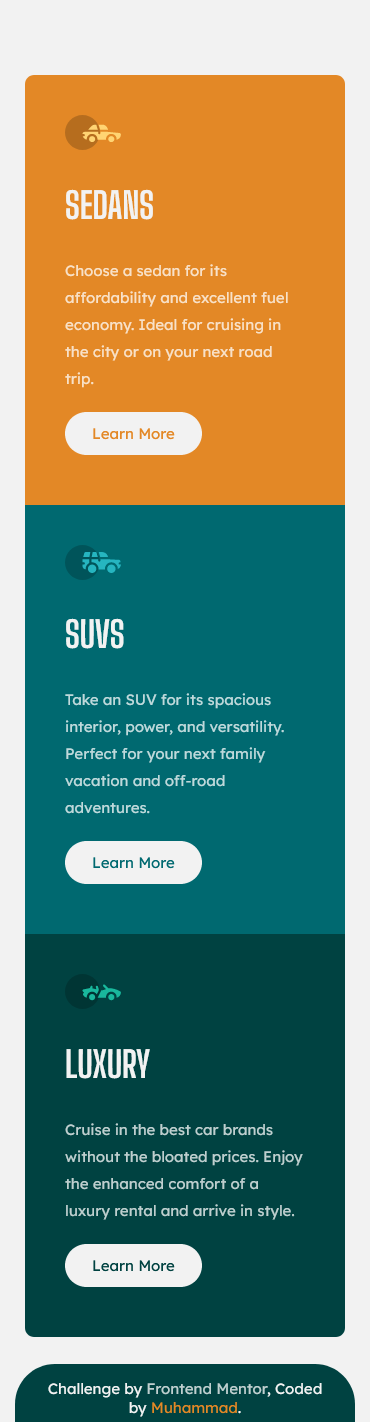 SEDANS
Choose a sedan for its
affordability and excellent fuel
economy. Ideal for cruising in
the city or on your next road
trip.
Learn More
SUVS
Take an SUV for its spacious
interior, power, and versatility.
Perfect for your next family
vacation and off-road
adventures.
Learn More
LUXURY
Cruise in the best car brands
without the bloated prices. Enjoy
the enhanced comfort of a
luxury rental and arrive in style.
Learn More
Challenge by Frontend Mentor, Coded
by Muhammad.